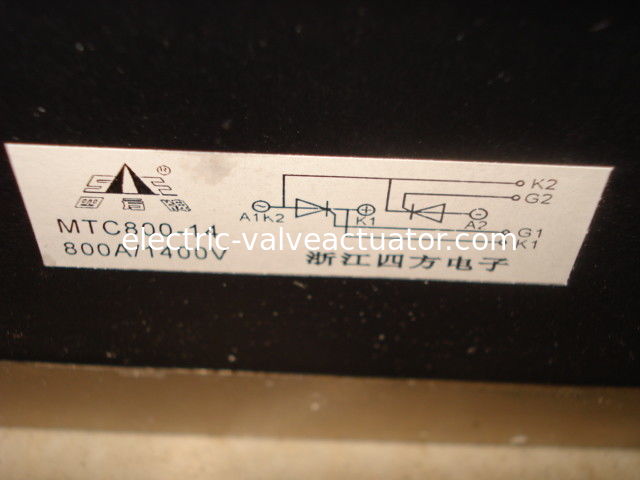 ®
MTC800-14
800A/1400V
A1K2
K1
K2
G2
A2
G1
K1
浙江四方电子
electric-valveactuator.com